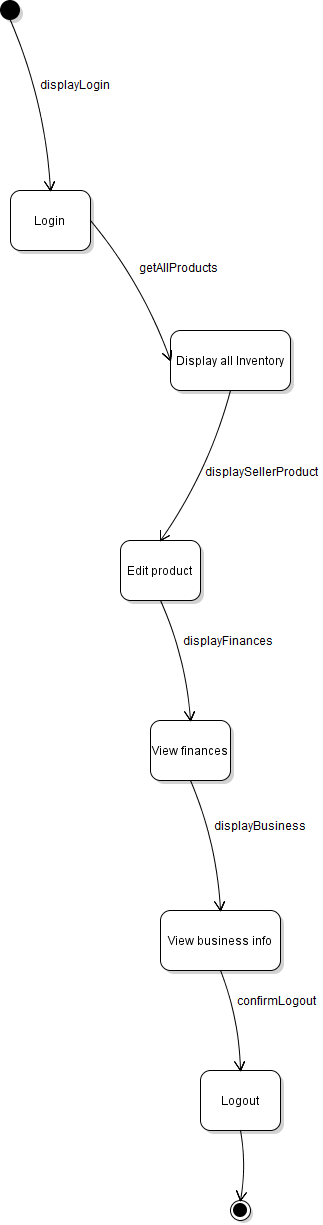 displayLogin
Login
getAllProducts
Display all Inventory
displaySellerProduct
Edit product
displayFinances
View finances
displayBusiness
View business info
confirmLogout
Logout